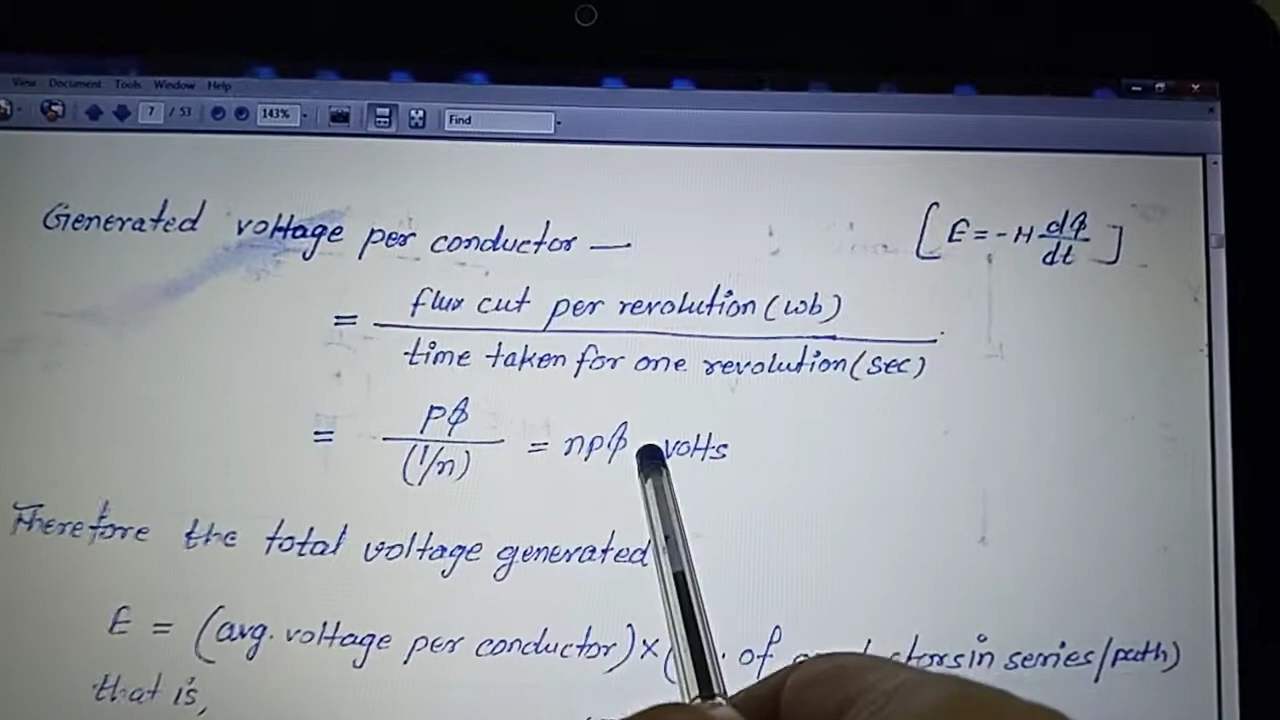 View Document Tools Window Help
7 / 53 143% Find
Generated voltage per conductor — [E = -N dϕ/dt]
= flux cut per revolution (wb)
time taken for one revolution (sec)
= pϕ/(1/n) = npϕ volts
Therefore the total voltage generated
E = (avg. voltage per conductor) × ( of in series/path)
that is,